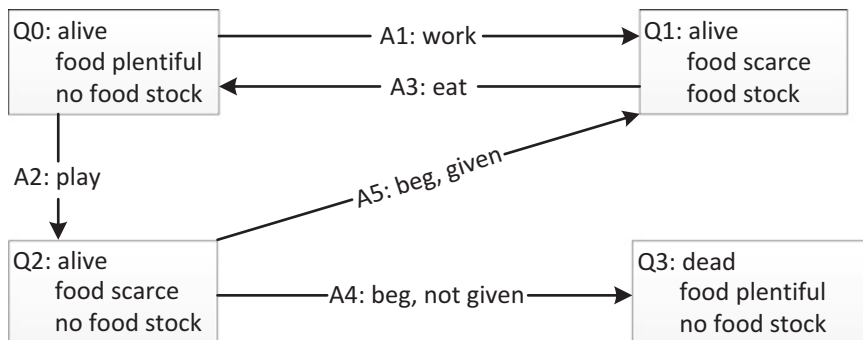 Q0: alive
food plentiful
no food stock
A1: work
Q1: alive
food scarce
food stock
A3: eat
A2: play
A5: beg, given
Q2: alive
food scarce
no food stock
A4: beg, not given
Q3: dead
food plentiful
no food stock